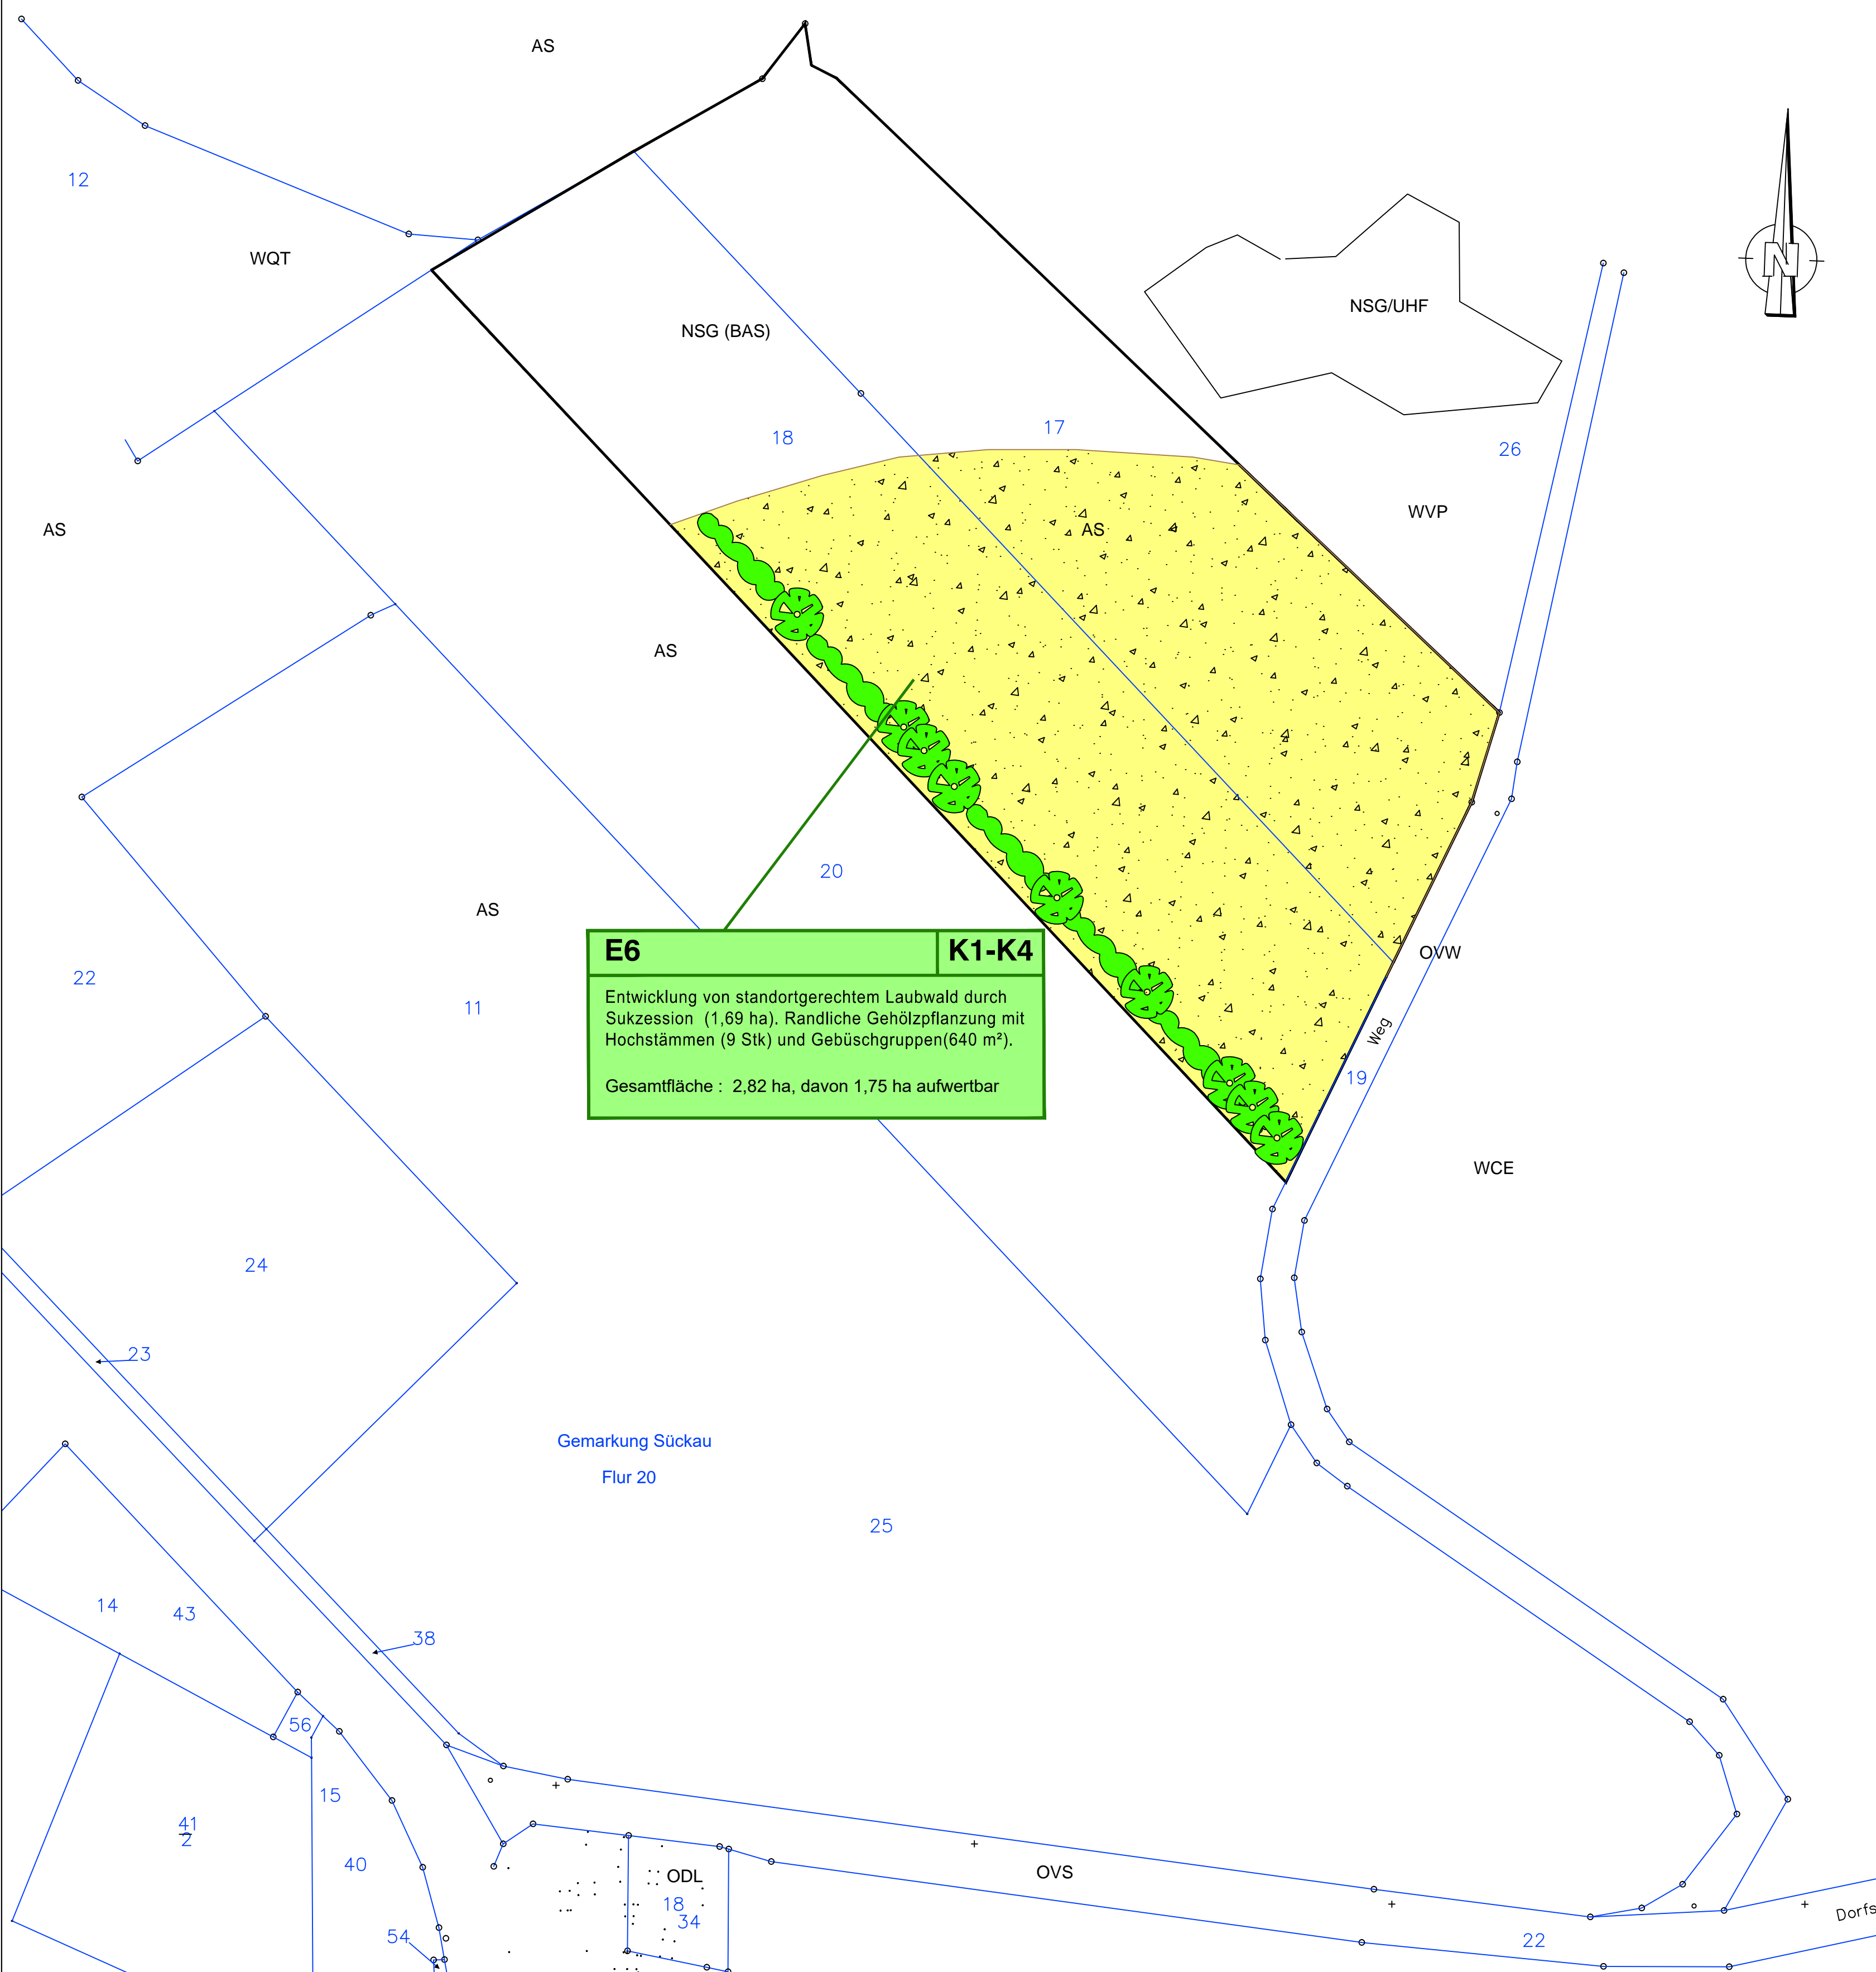 AS
12
WQT
N
NSG/UHF
NSG (BAS)
18
17
26
AS
AS
WVP
AS
20
AS
OVW
E6 K1-K4
Entwicklung von standortgerechtem Laubwald durch
Sukzession (1,69 ha). Randliche Gehölzpflanzung mit
Hochstämmen (9 Stk) und Gebüschgruppen(640 m²).
Gesamtfläche : 2,82 ha, davon 1,75 ha aufwertbar
22
11
Weg
19
WCE
24
23
Gemarkung Sückau
Flur 20
25
14
43
38
56
15
41
2
40
ODL
18
34
OVS
54
22
Dorfs